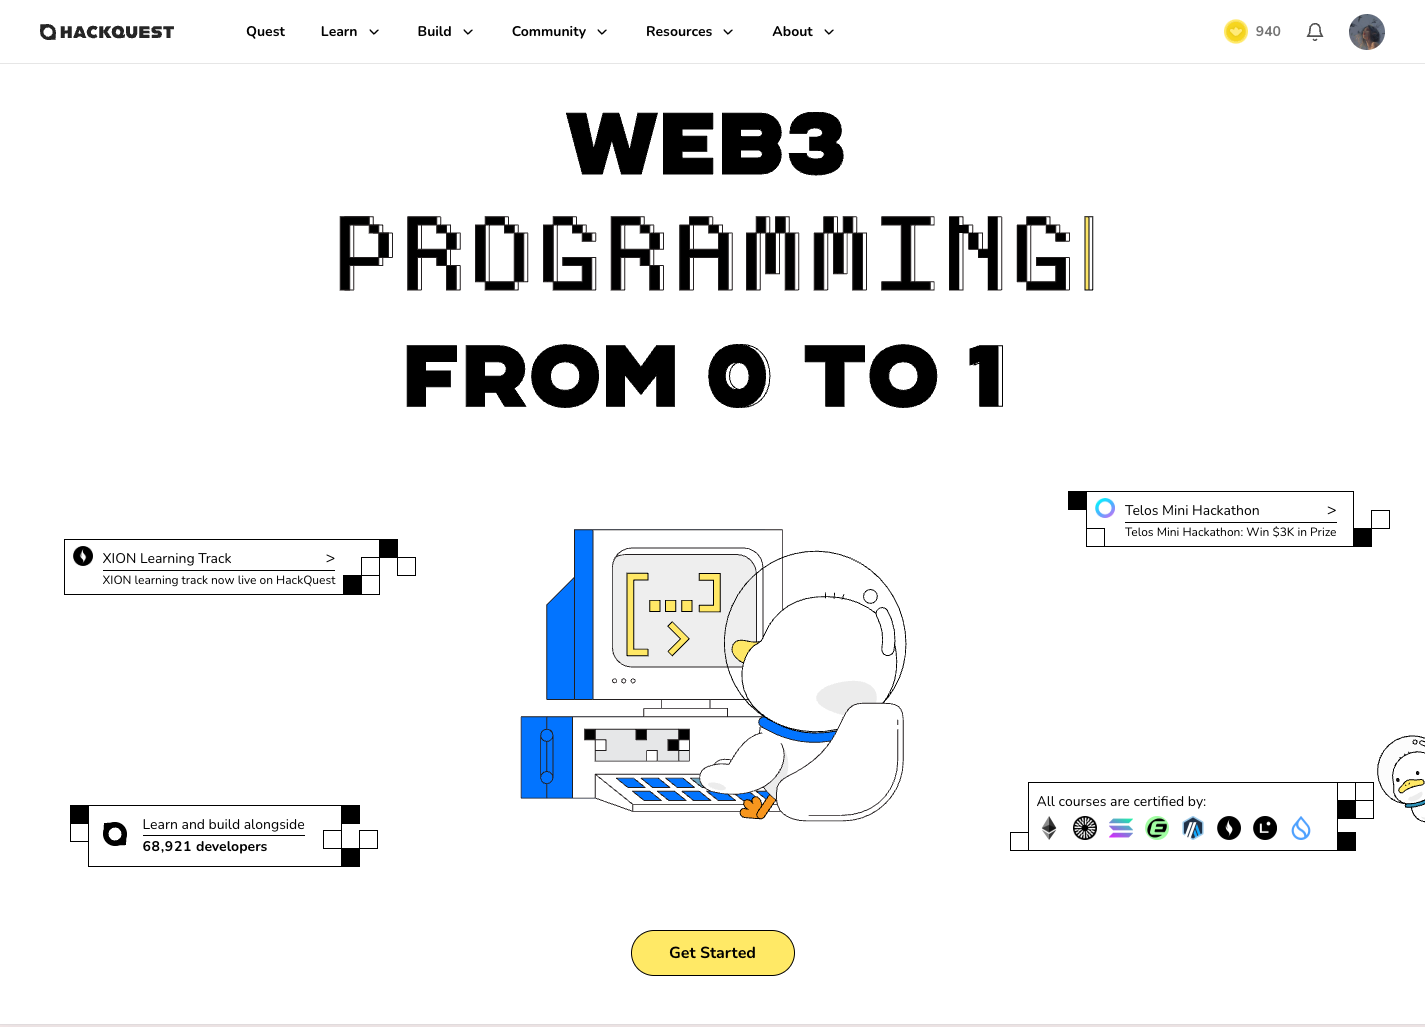 HACKQUEST
Quest Learn Build Community Resources About 940
WEB3
PROGRAMMING
FROM 0 TO 1
Telos Mini Hackathon >
Telos Mini Hackathon: Win $3K in Prize
XION Learning Track >
XION learning track now live on HackQuest
[...]
>
All courses are certified by:
Learn and build alongside
68,921 developers
Get Started